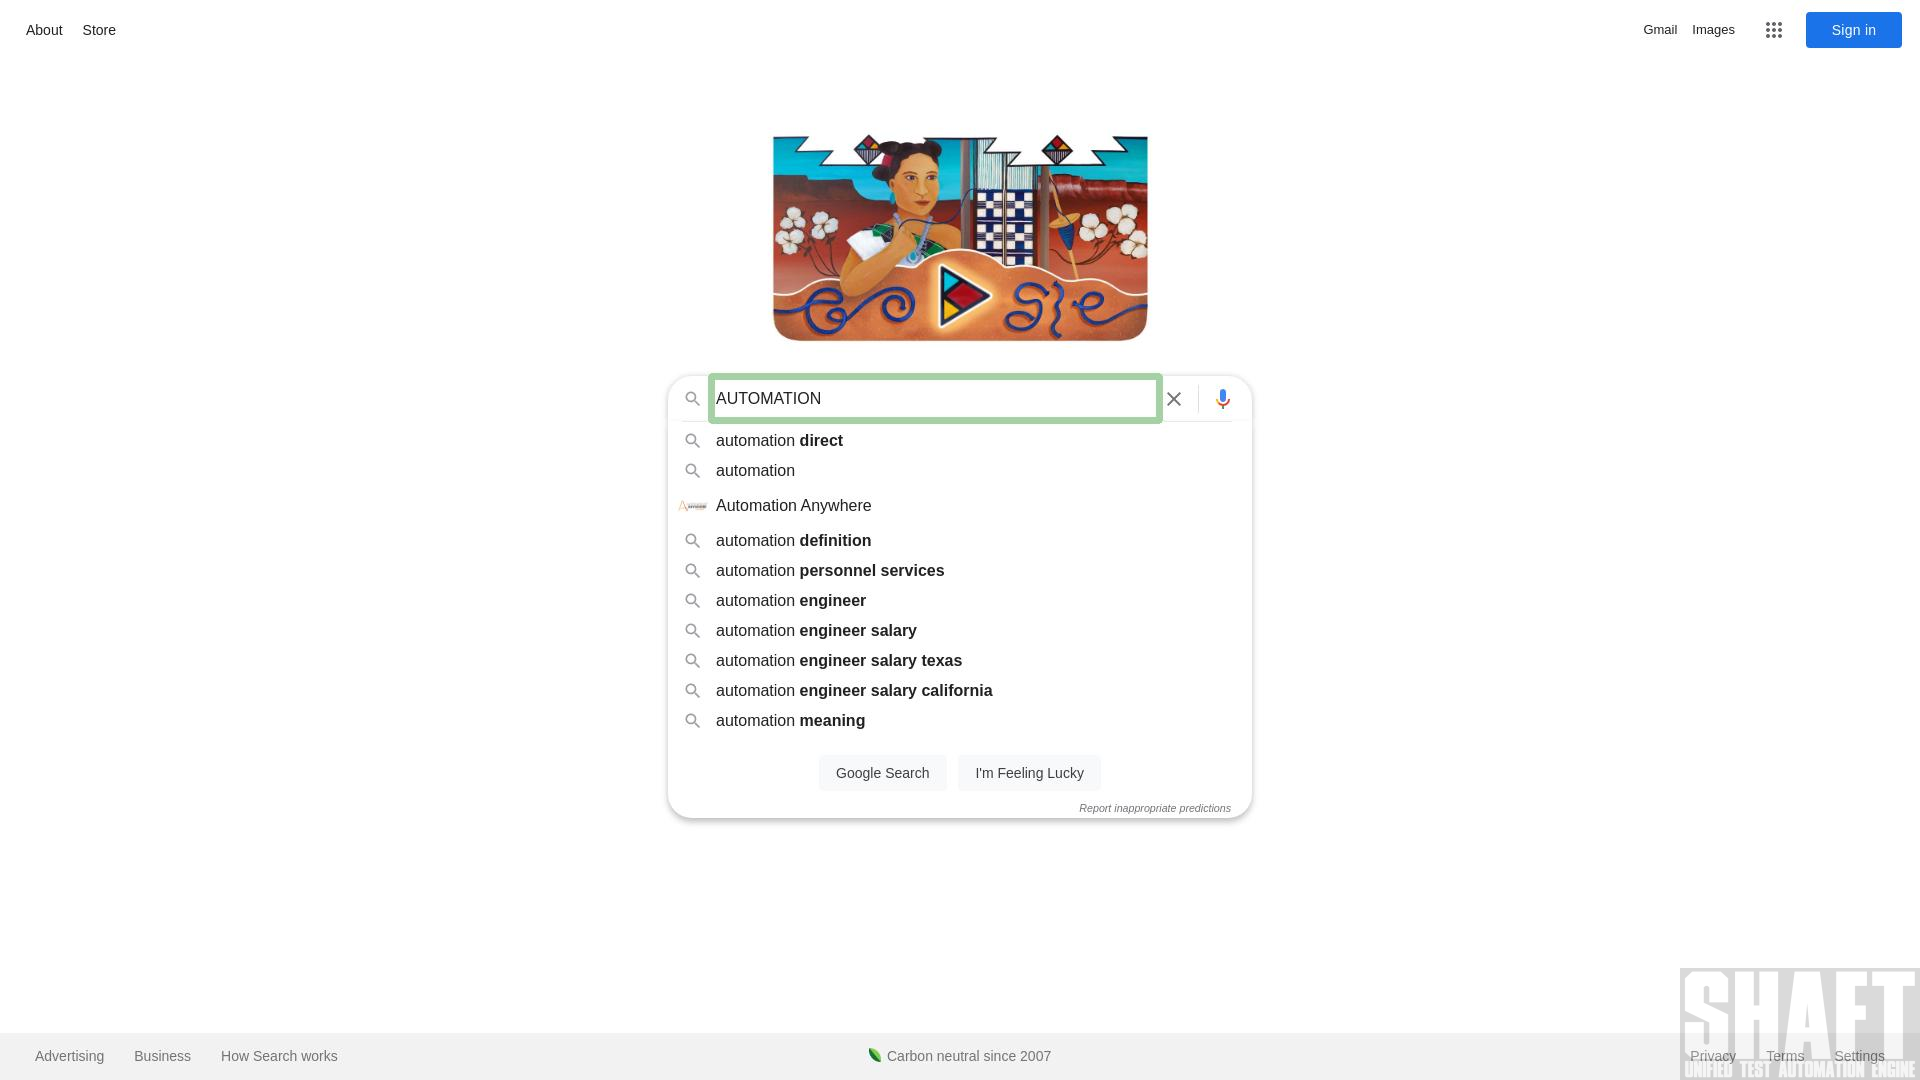 About Store
Gmail Images Sign in
AUTOMATION
automation direct
automation
Automation Anywhere
automation definition
automation personnel services
automation engineer
automation engineer salary
automation engineer salary texas
automation engineer salary california
automation meaning
Google Search I'm Feeling Lucky
Report inappropriate predictions
SHAFT
Advertising Business How Search works Carbon neutral since 2007 Privacy Terms Settings
UNIFIED TEST AUTOMATION ENGINE